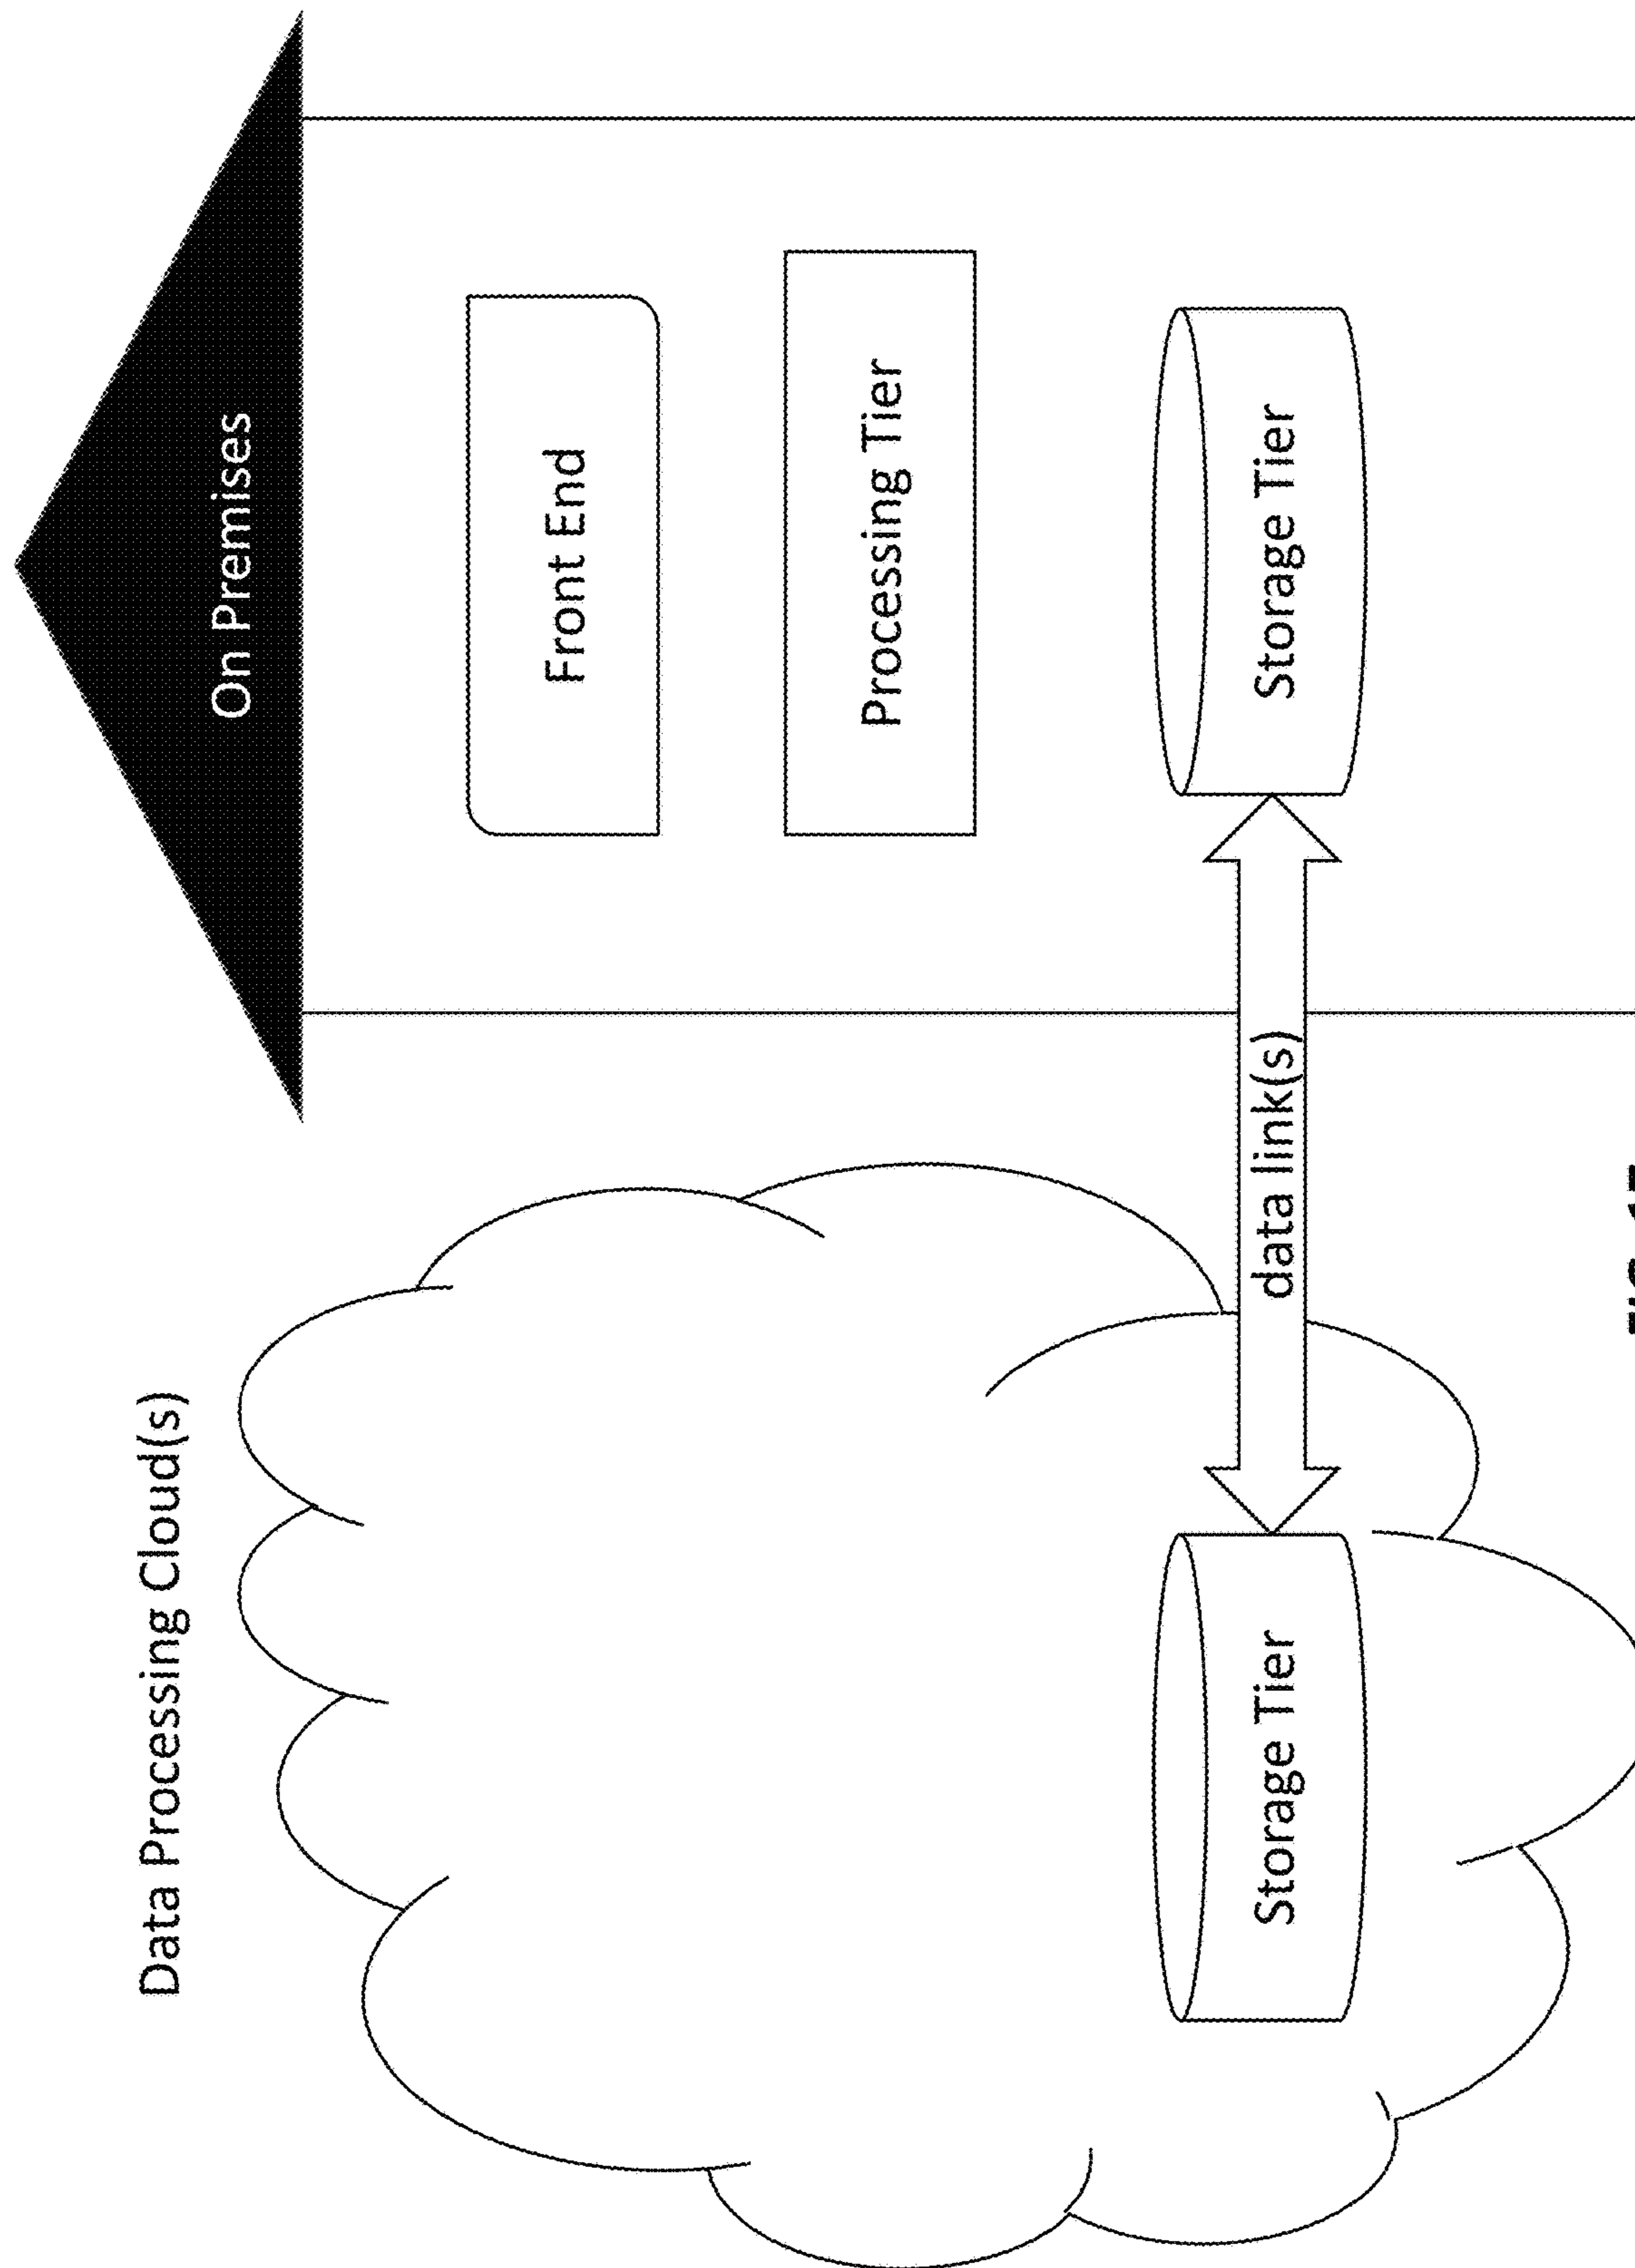 Data Processing Cloud(s)
On Premises
Front End
Processing Tier
Storage Tier
data link(s)
Storage Tier